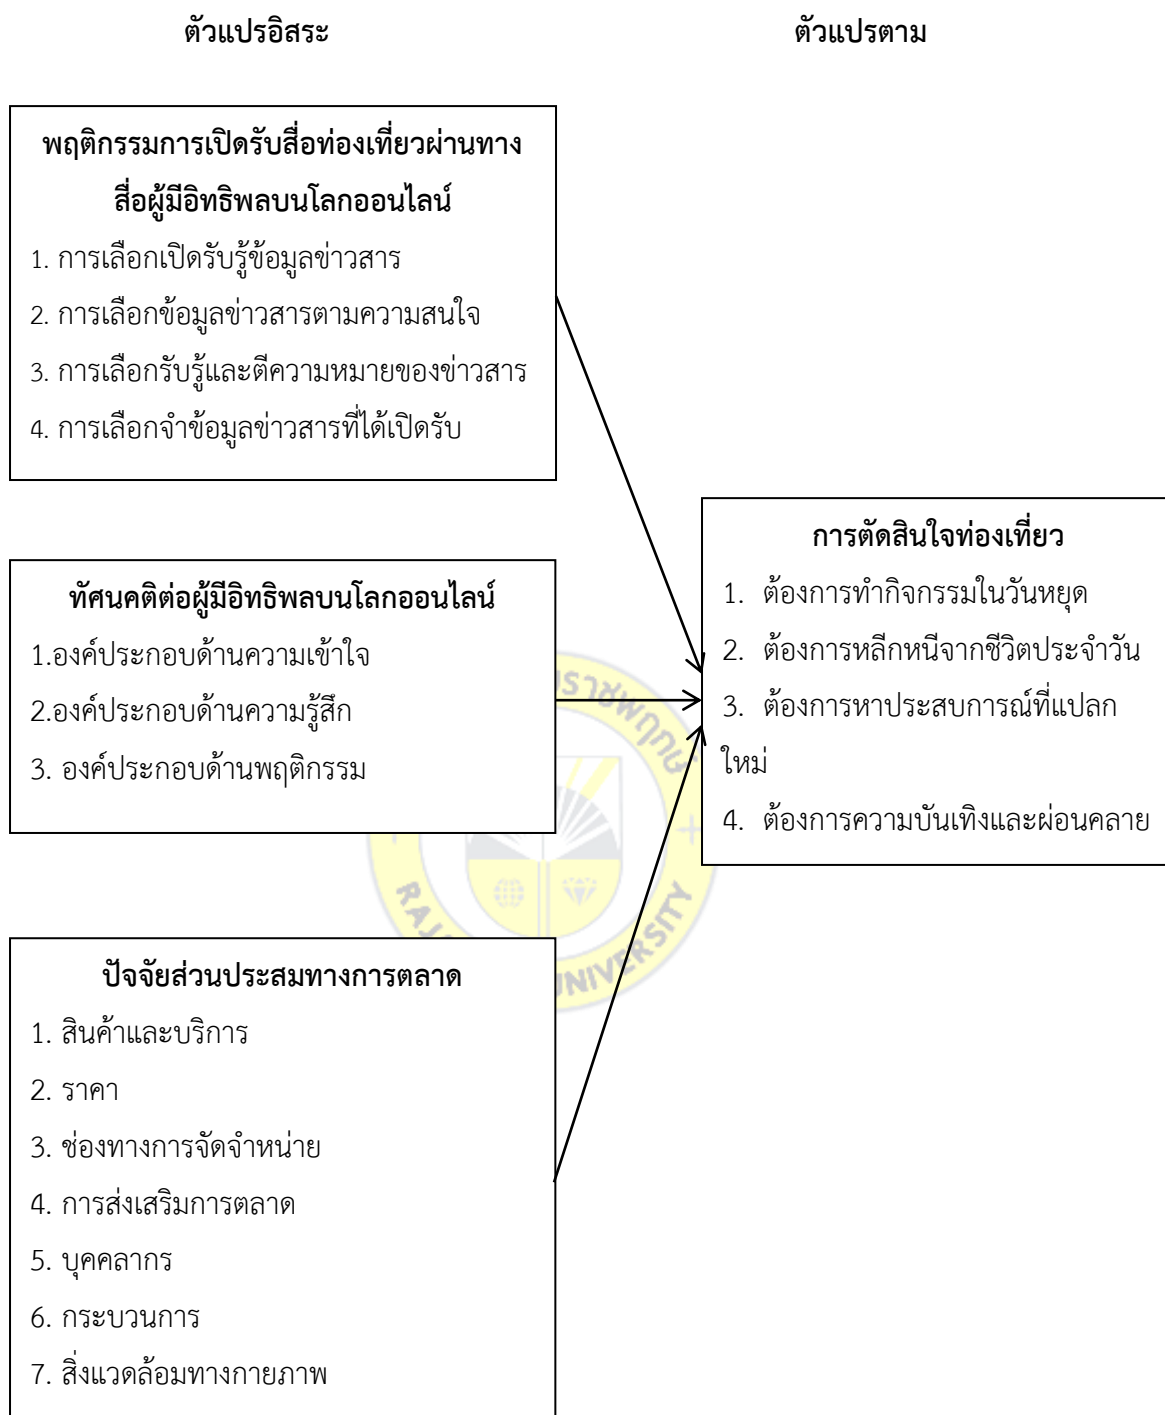 ตัวแปรอิสระ
ตัวแปรตาม
พฤติกรรมการเปิดรับสื่อท่องเที่ยวผ่านทาง
สื่อผู้มีอิทธิพลบนโลกออนไลน์
1. การเลือกเปิดรับรู้ข้อมูลข่าวสาร
2. การเลือกข้อมูลข่าวสารตามความสนใจ
3. การเลือกรับรู้และตีความหมายของข่าวสาร
4. การเลือกจำข้อมูลข่าวสารที่ได้เปิดรับ
ทัศนคติต่อผู้มีอิทธิพลบนโลกออนไลน์
1.องค์ประกอบด้านความเข้าใจ
2.องค์ประกอบด้านความรู้สึก
3. องค์ประกอบด้านพฤติกรรม
ปัจจัยส่วนประสมทางการตลาด
1. สินค้าและบริการ
2. ราคา
3. ช่องทางการจัดจำหน่าย
4. การส่งเสริมการตลาด
5. บุคคลากร
6. กระบวนการ
7. สิ่งแวดล้อมทางกายภาพ
การตัดสินใจท่องเที่ยว
1. ต้องการทำกิจกรรมในวันหยุด
2. ต้องการหลีกหนีจากชีวิตประจำวัน
3. ต้องการหาประสบการณ์ที่แปลก
ใหม่
4. ต้องการความบันเทิงและผ่อนคลาย